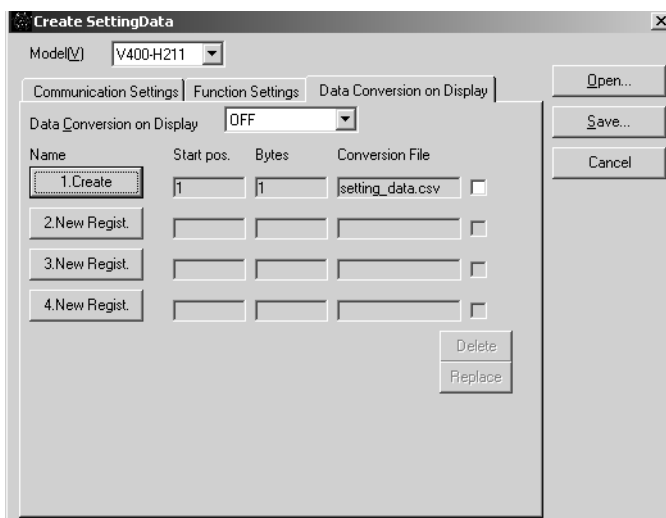 Create SettingData
Model(V) V400-H211
Open...
Communication Settings Function Settings Data Conversion on Display
Data Conversion on Display OFF
Save...
Name Start pos. Bytes Conversion File
Cancel
1.Create 1 1 setting_data.csv
2.New Regist.
3.New Regist.
4.New Regist.
Delete
Replace